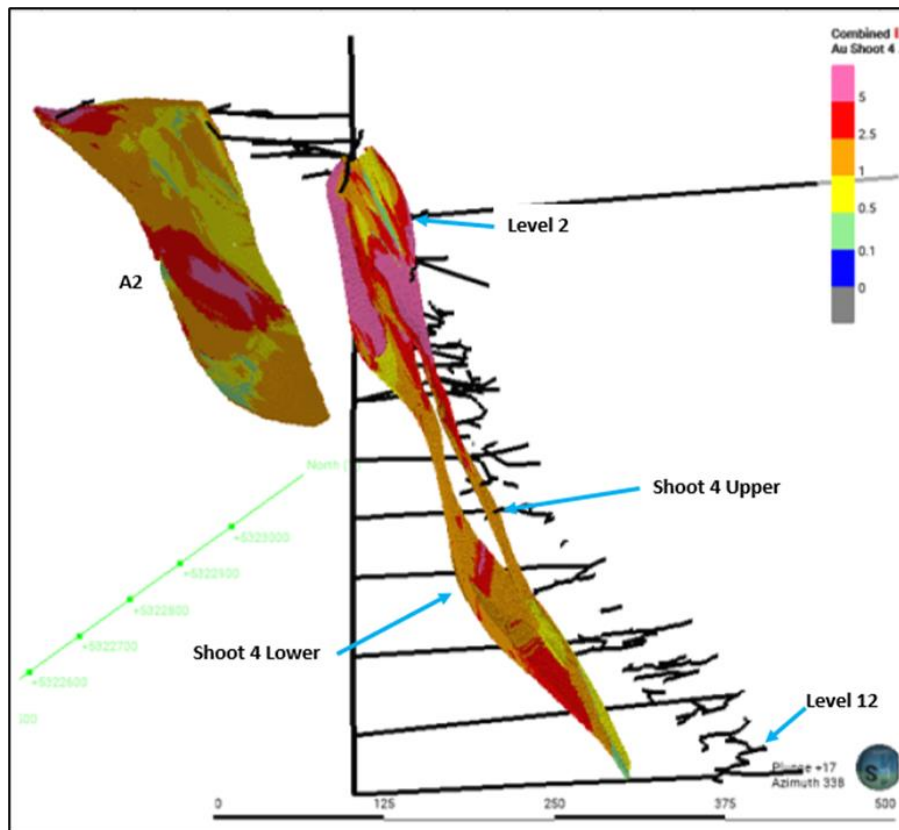 Combined
Au Shoot 4
5
2.5
1
0.5
0.1
0
Level 2
A2
North
Shoot 4 Upper
+5323000
+5322900
+5322800
+5322700
+5322600
Shoot 4 Lower
Level 12
Plunge +17
Azimuth 338
S
0
125
250
375
500